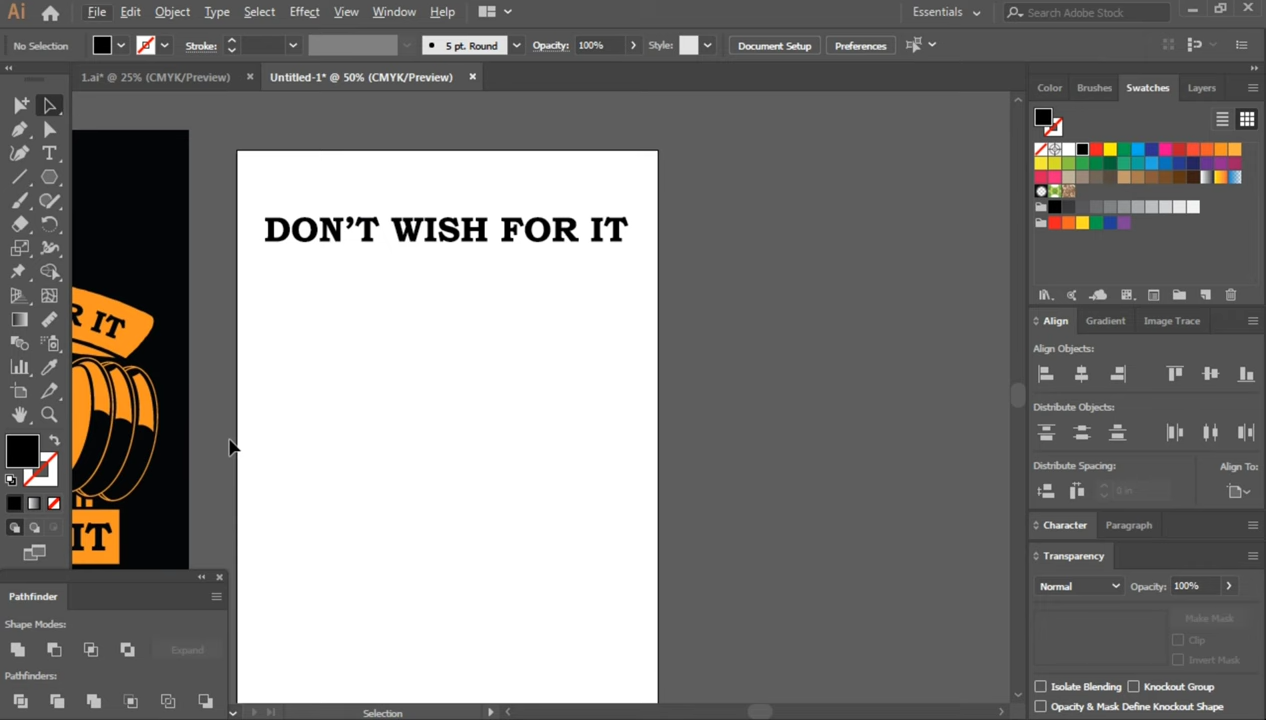 Ai File Edit Object Type Select Effect View Window Help Essentials Search Adobe Stock
No Selection Stroke: 5 pt. Round Opacity: 100% Style: Document Setup Preferences
1.ai* @ 25% (CMYK/Preview) Untitled-1* @ 50% (CMYK/Preview)
Color Brushes Swatches Layers
DON’T WISH FOR IT
R IT
Align Gradient Image Trace
Align Objects:
Distribute Objects:
Distribute Spacing: Align To:
0 in
IT
Character Paragraph
Transparency
Normal Opacity: 100%
Pathfinder
Shape Modes:
Expand
Make Mask
Clip
Invert Mask
Pathfinders:
Isolate Blending Knockout Group
Opacity & Mask Define Knockout Shape
Selection